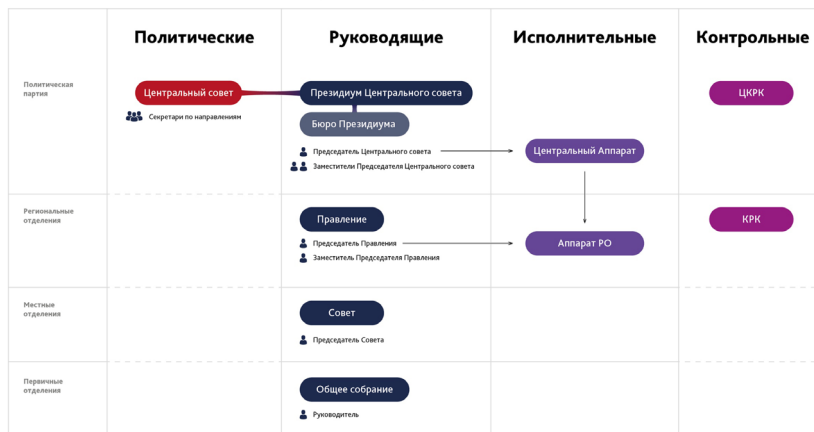 Политические
Руководящие
Исполнительные
Контрольные
Политическая
партия
Центральный совет
Секретари по направлениям
Президиум Центрального совета
Бюро Президиума
Председатель Центрального совета
Заместители Председателя Центрального совета
Центральный Аппарат
ЦКРК
Региональные
отделения
Правление
Председатель Правления
Заместитель Председателя Правления
Аппарат РО
КРК
Местные
отделения
Совет
Председатель Совета
Первичные
отделения
Общее собрание
Руководитель